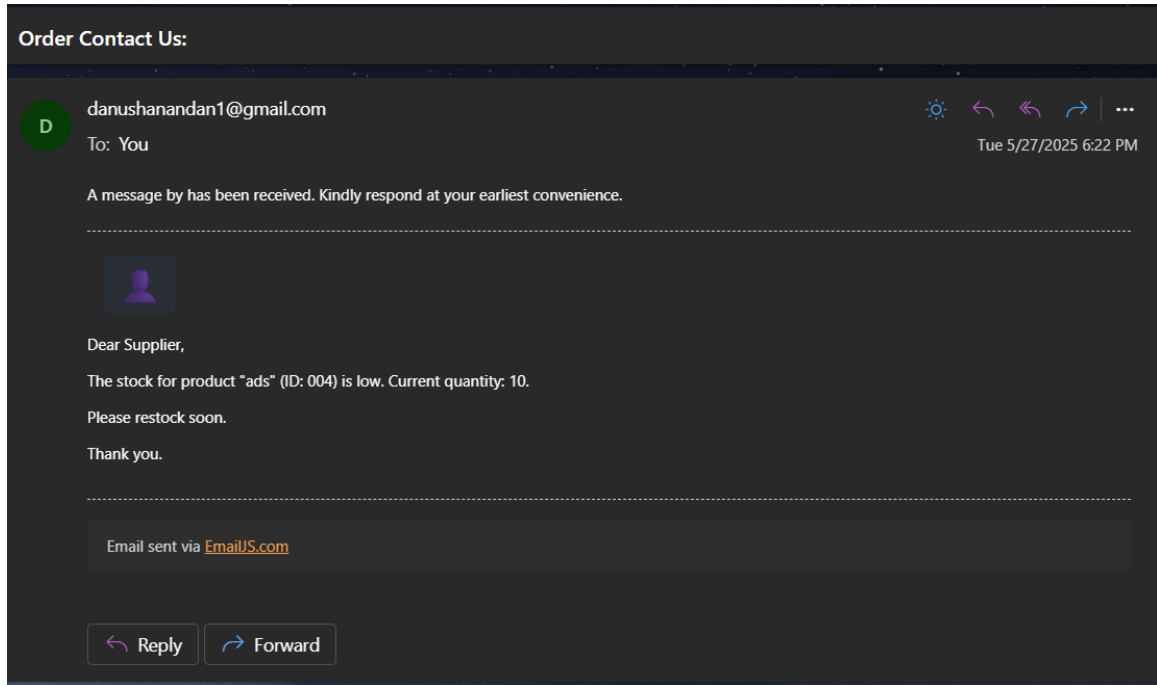 Order Contact Us:
D
danushanandan1@gmail.com
To: You
Tue 5/27/2025 6:22 PM
A message by has been received. Kindly respond at your earliest convenience.
Dear Supplier,
The stock for product "ads" (ID: 004) is low. Current quantity: 10.
Please restock soon.
Thank you.
Email sent via EmailJS.com
Reply Forward